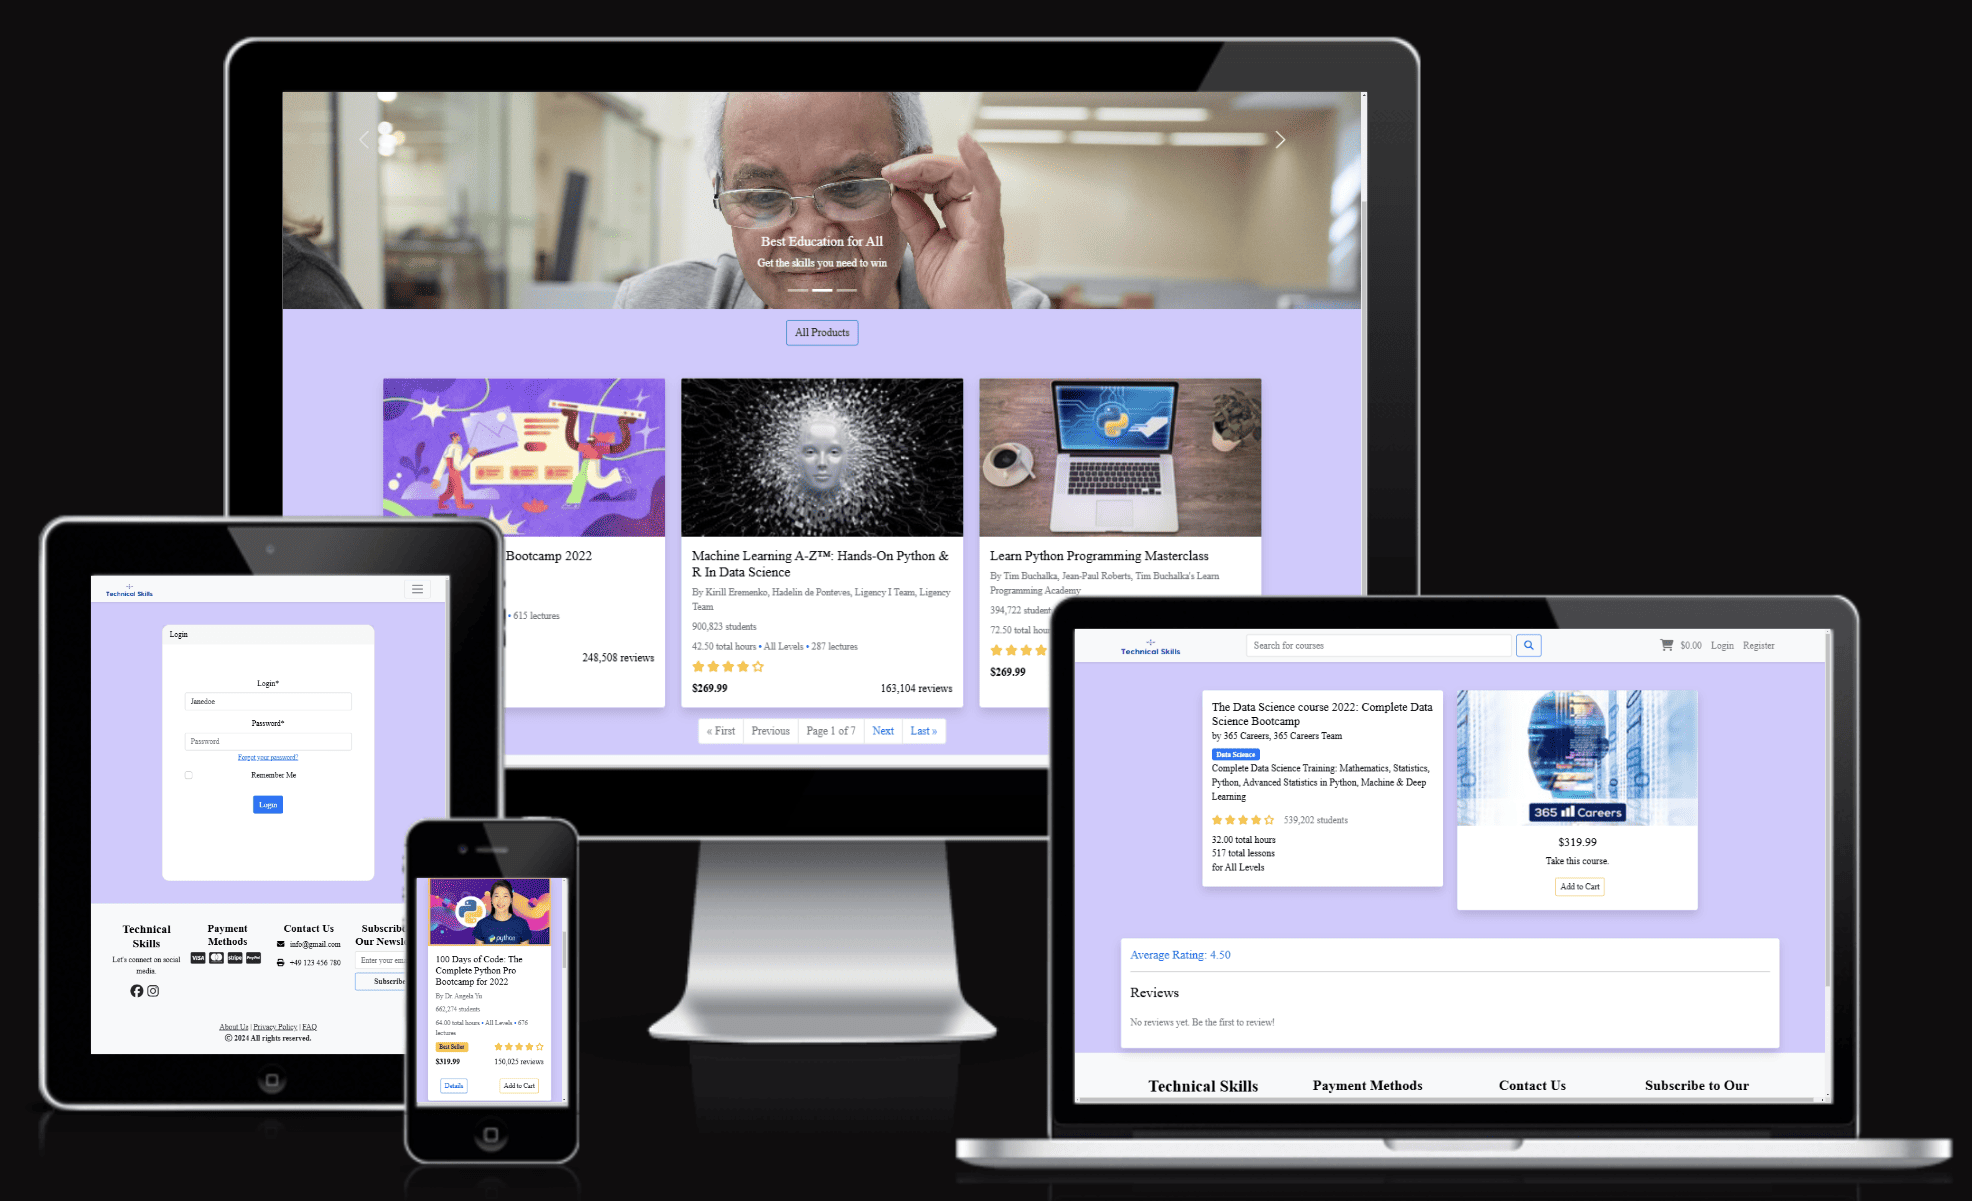 Best Education for All
Get the skills you need to win
All Products
Bootcamp 2022
• 615 lectures
248,508 reviews
Machine Learning A-Z™: Hands-On Python &
R In Data Science
By Kirill Eremenko, Hadelin de Ponteves, Ligency I Team, Ligency
Team
900,823 students
42.50 total hours • All Levels • 287 lectures
$269.99
163,104 reviews
Learn Python Programming Masterclass
By Tim Buchalka, Jean-Paul Roberts, Tim Buchalka's Learn
Programming Academy
394,722 student
72.50 total hou
$269.99
« First Previous Page 1 of 7 Next Last »
Technical Skills
Login
Login*
Janedoe
Password*
Password
Forgot your password?
Remember Me
Login
Technical
Skills
Let's connect on social
media.
Payment
Methods
VISA
stripe
PayPal
Contact Us
info@gmail.com
+49 123 456 780
Subscribe
Our Newsl
Enter your ema
Subscribe
About Us | Privacy Policy | FAQ
© 2024 All rights reserved.
python
100 Days of Code: The
Complete Python Pro
Bootcamp for 2022
By Dr. Angela Yu
662,274 students
64.00 total hours • All Levels • 676
lectures
Best Seller
$319.99
150,025 reviews
Details
Add to Cart
Technical Skills
Search for courses
$0.00 Login Register
The Data Science course 2022: Complete Data
Science Bootcamp
by 365 Careers, 365 Careers Team
Data Science
Complete Data Science Training: Mathematics, Statistics,
Python, Advanced Statistics in Python, Machine & Deep
Learning
539,202 students
32.00 total hours
517 total lessons
for All Levels
365 Careers
$319.99
Take this course.
Add to Cart
Average Rating: 4.50
Reviews
No reviews yet. Be the first to review!
Technical Skills
Payment Methods
Contact Us
Subscribe to Our